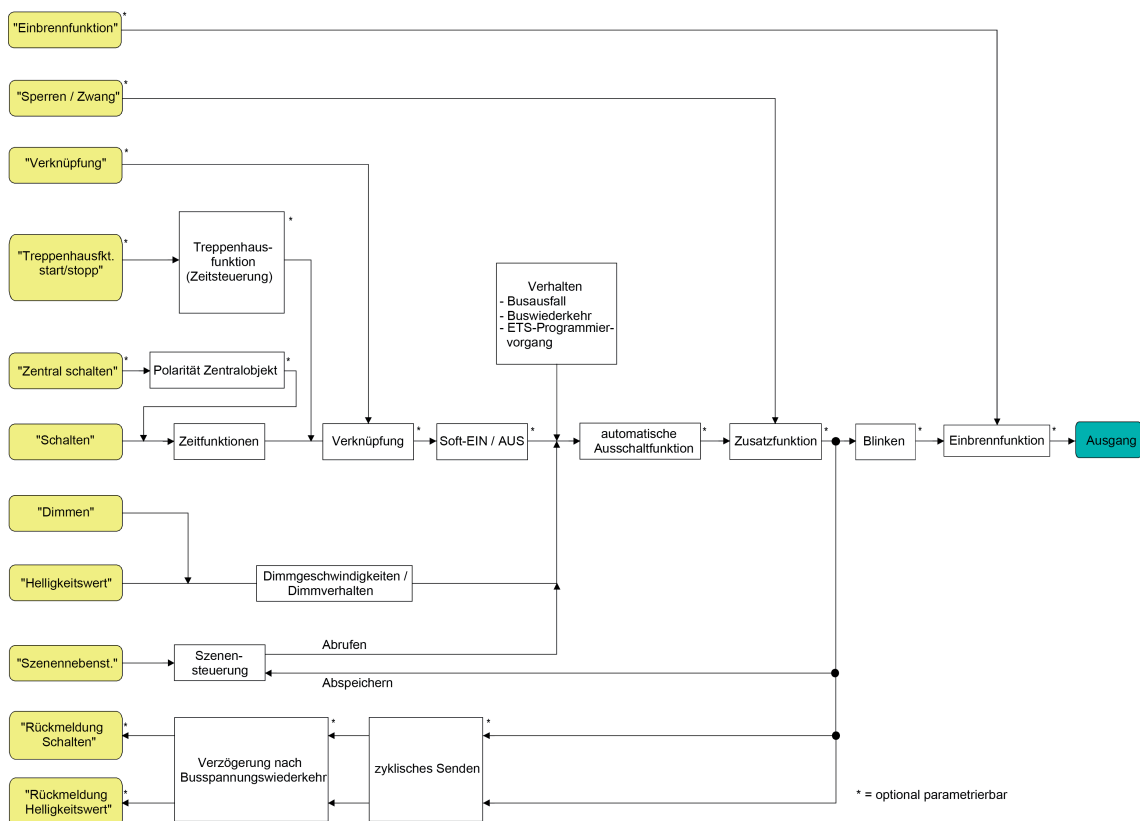 "Einbrennfunktion" *
"Sperren / Zwang" *
"Verknüpfung" *
"Treppenhausfkt.
start/stopp" *
Treppenhaus-
funktion
(Zeitsteuerung) *
Verhalten
- Busausfall
- Buswiederkehr
- ETS-Programmier-
vorgang
"Zentral schalten" *
Polarität Zentralobjekt *
"Schalten"
Zeitfunktionen
Verknüpfung *
Soft-EIN / AUS *
automatische
Ausschaltfunktion *
Zusatzfunktion *
Blinken *
Einbrennfunktion *
Ausgang
"Dimmen"
"Helligkeitswert"
Dimmgeschwindigkeiten /
Dimmverhalten
"Szenennebenst."
Szenen-
steuerung
Abrufen
Abspeichern
"Rückmeldung
Schalten" *
Verzögerung nach
Busspannungswiederkehr *
zyklisches Senden *
"Rückmeldung
Helligkeitswert" *
* = optional parametrierbar